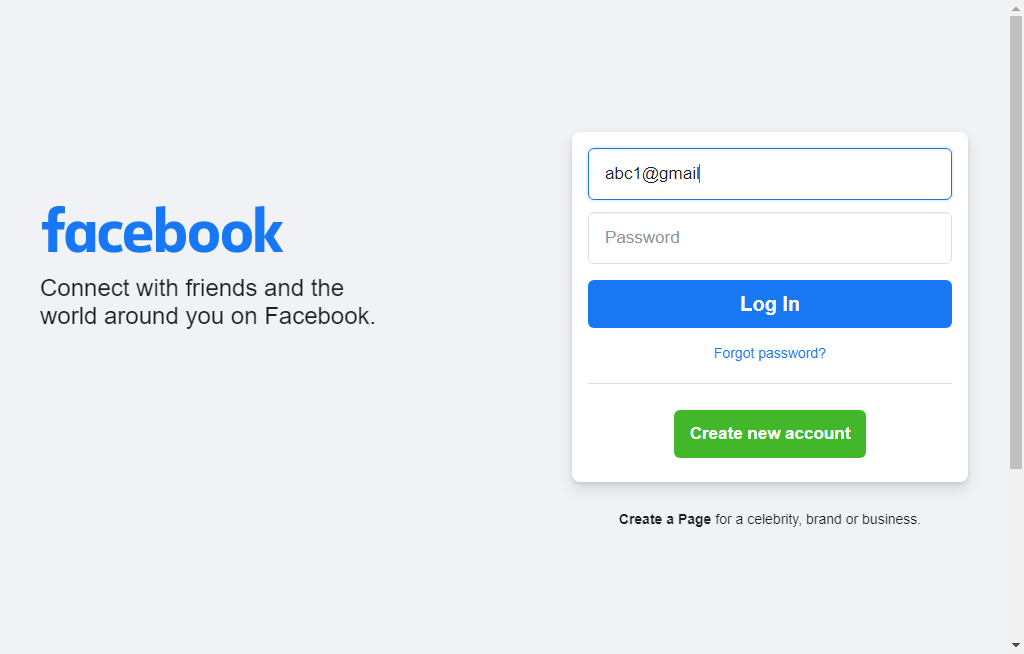 facebook
Connect with friends and the
world around you on Facebook.
abc1@gmail
Password
Log In
Forgot password?
Create new account
Create a Page for a celebrity, brand or business.